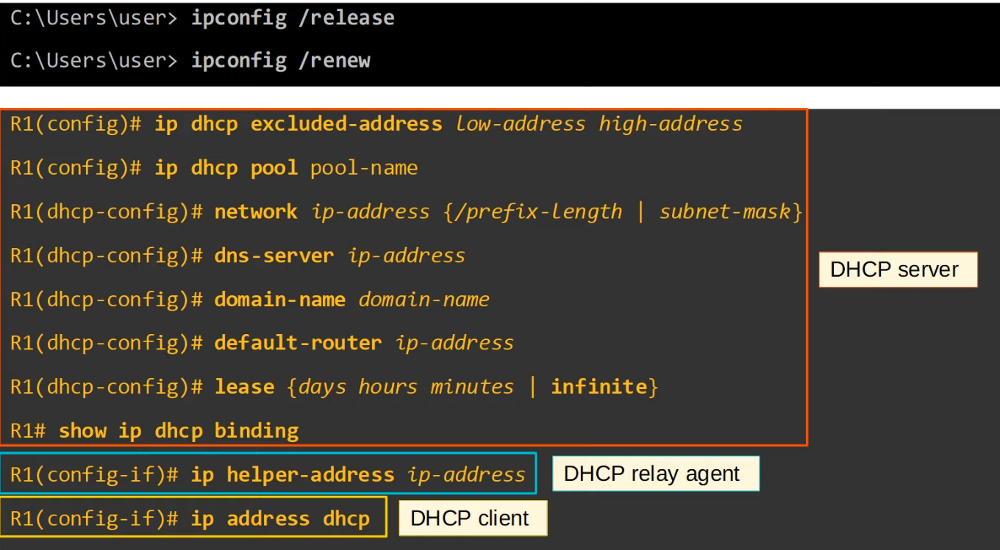 C:\Users\user> ipconfig /release
C:\Users\user> ipconfig /renew
R1(config)# ip dhcp excluded-address low-address high-address
R1(config)# ip dhcp pool pool-name
R1(dhcp-config)# network ip-address {/prefix-length | subnet-mask}
R1(dhcp-config)# dns-server ip-address
R1(dhcp-config)# domain-name domain-name
R1(dhcp-config)# default-router ip-address
R1(dhcp-config)# lease {days hours minutes | infinite}
R1# show ip dhcp binding
DHCP server
R1(config-if)# ip helper-address ip-address
DHCP relay agent
R1(config-if)# ip address dhcp
DHCP client